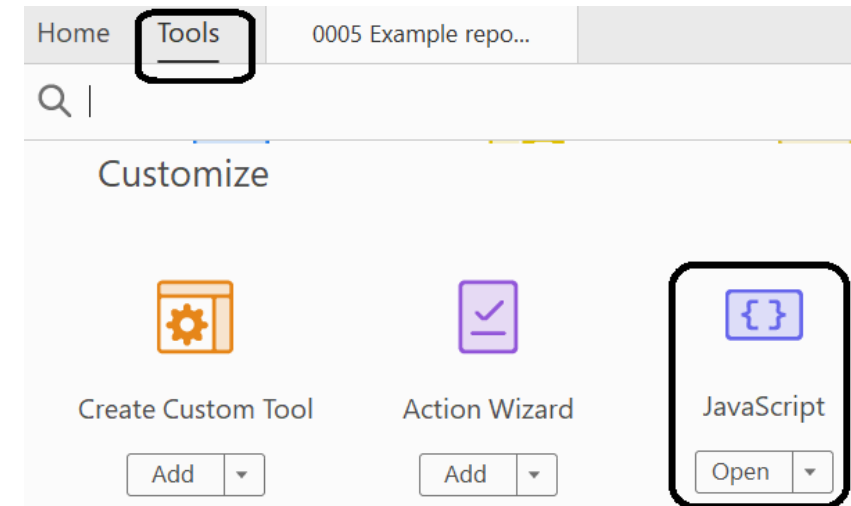 Home Tools 0005 Example repo...
Customize
Create Custom Tool Action Wizard JavaScript
Add Add Open